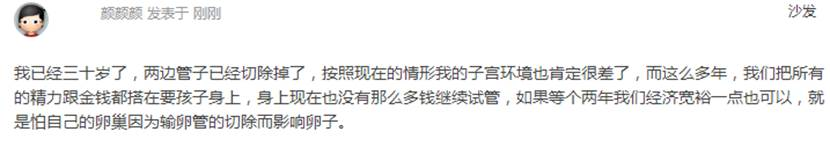 颜颜颜 发表于 刚刚
沙发
我已经三十岁了，两边管子已经切除掉了，按照现在的情形我的子宫环境也肯定很差了，而这么多年，我们把所有
的精力跟金钱都搭在要孩子身上，身上现在也没有那么多钱继续试管，如果等个两年我们经济宽裕一点也可以，就
是怕自己的卵巢因为输卵管的切除而影响卵子。